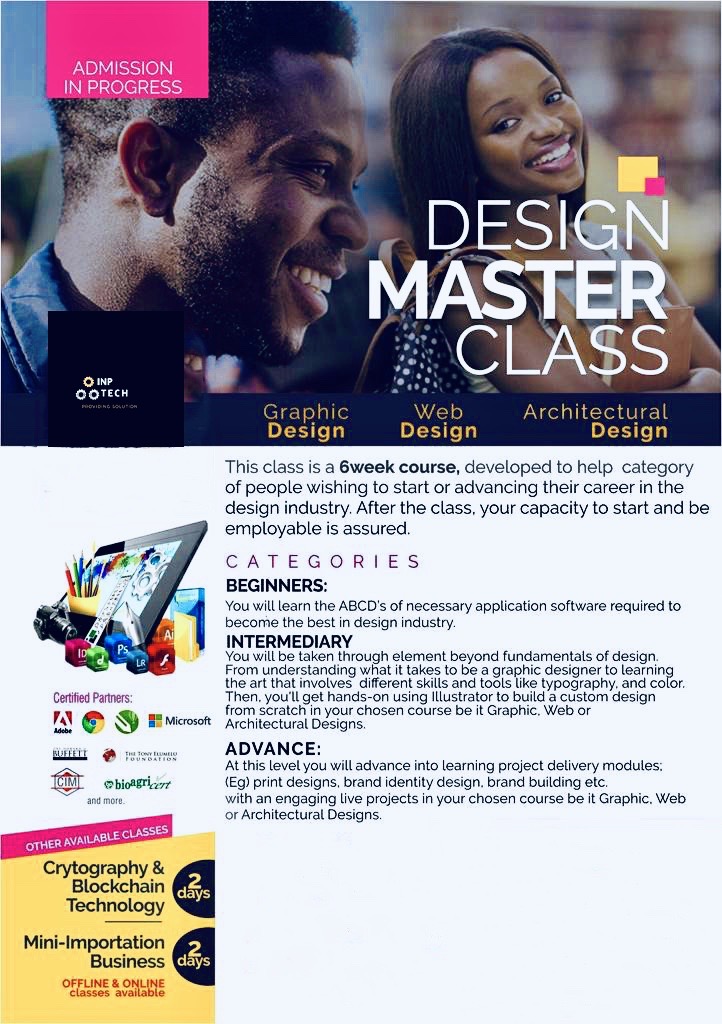 ADMISSION
IN PROGRESS
DESIGN
MASTER
CLASS
INP
TECH
PROVIDING SOLUTION
Graphic
Design
Web
Design
Architectural
Design
This class is a 6week course, developed to help category
of people wishing to start or advancing their career in the
design industry. After the class, your capacity to start and be
employable is assured.
CATEGORIES
BEGINNERS:
You will learn the ABCD's of necessary application software required to
become the best in design industry.
INTERMEDIARY
You will be taken through element beyond fundamentals of design.
From understanding what it takes to be a graphic designer to learning
the art that involves different skills and tools like typography, and color.
Then, you'll get hands-on using Illustrator to build a custom design
from scratch in your chosen course be it Graphic, Web or
Architectural Designs.
ADVANCE:
At this level you will advance into learning project delivery modules;
(Eg) print designs, brand identity design, brand building etc.
with an engaging live projects in your chosen course be it Graphic, Web
or Architectural Designs.
Id
Ps
LR
Ai
Certified Partners:
Adobe
Microsoft
BUFFETT
THE TONY ELUMELU
FOUNDATION
CIM
bioagricert
and more.
OTHER AVAILABLE CLASSES
Crytography &
Blockchain
Technology
2
days
Mini-Importation
Business
2
days
OFFLINE & ONLINE
classes available